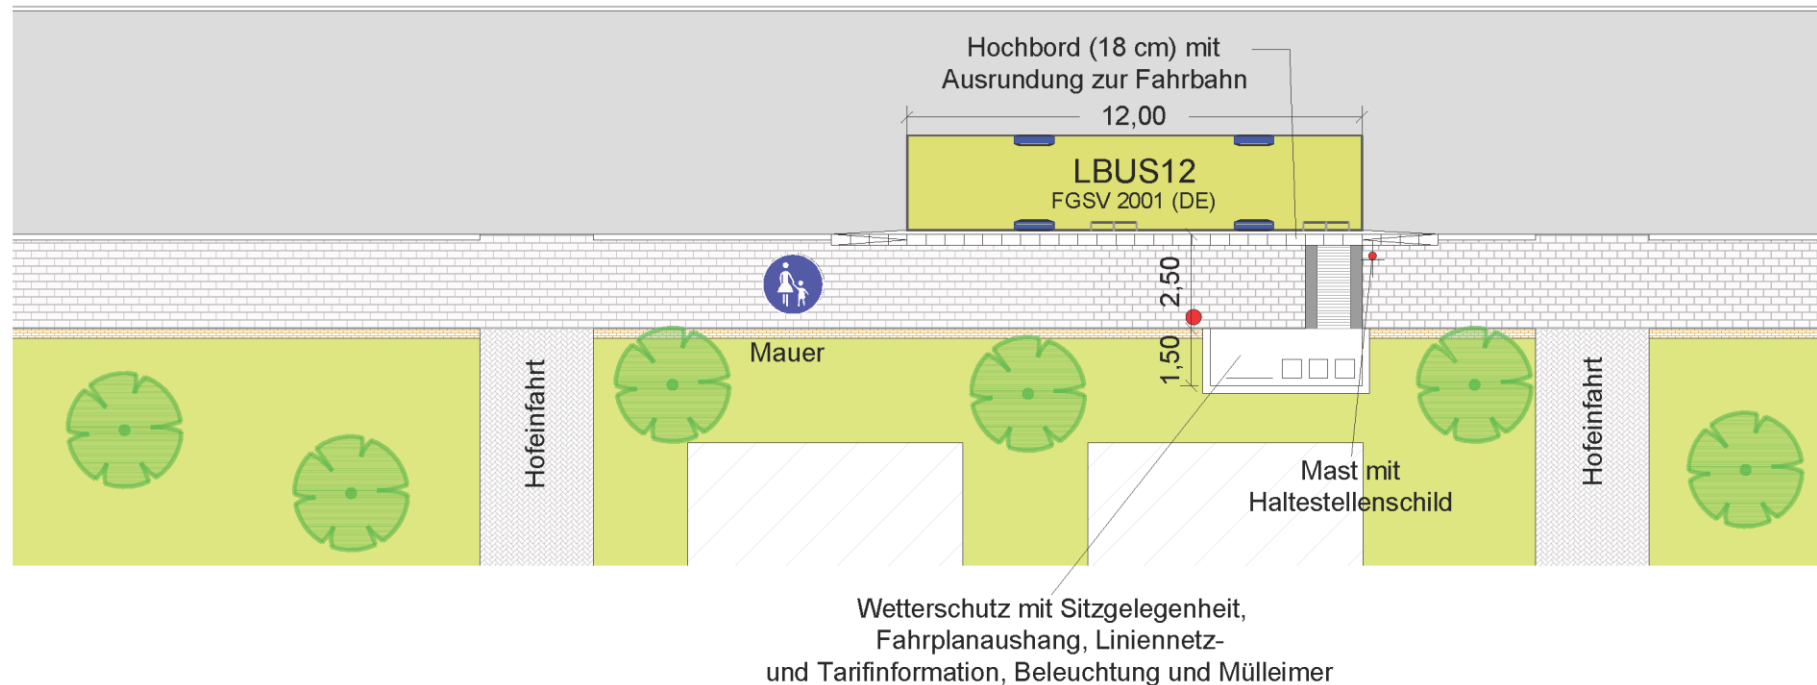 Hochbord (18 cm) mit
Ausrundung zur Fahrbahn
12,00
LBUS12
FGSV 2001 (DE)
2,50
1,50
Mauer
Hofeinfahrt
Hofeinfahrt
Mast mit
Haltestellenschild
Wetterschutz mit Sitzgelegenheit,
Fahrplanaushang, Liniennetz-
und Tarifinformation, Beleuchtung und Mülleimer